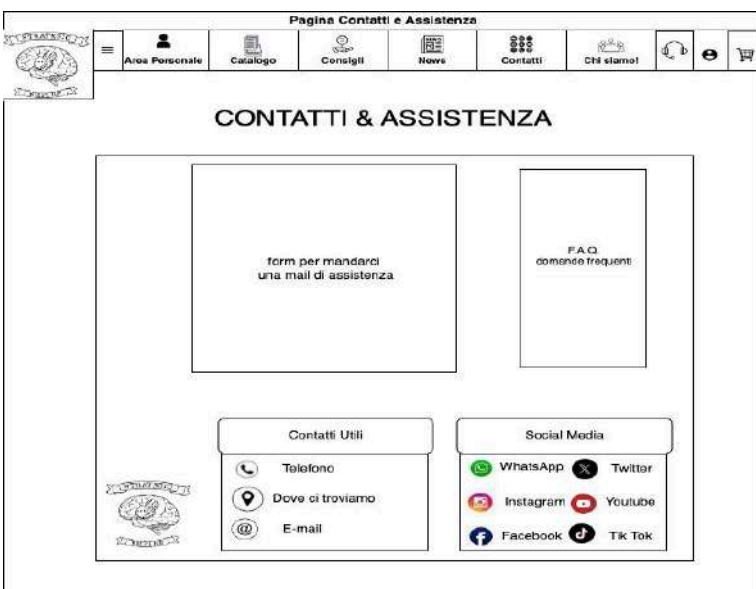 Pagina Contatti e Assistenza
Area Personale
Catalogo
Consigli
News
Contatti
Chi siamo!
CONTATTI & ASSISTENZA
form per mandarci
una mail di assistenza
F.A.Q.
domande frequenti
Contatti Utili
Telefono
Dove ci troviamo
E-mail
Social Media
WhatsApp
Twitter
Instagram
Youtube
Facebook
Tik Tok